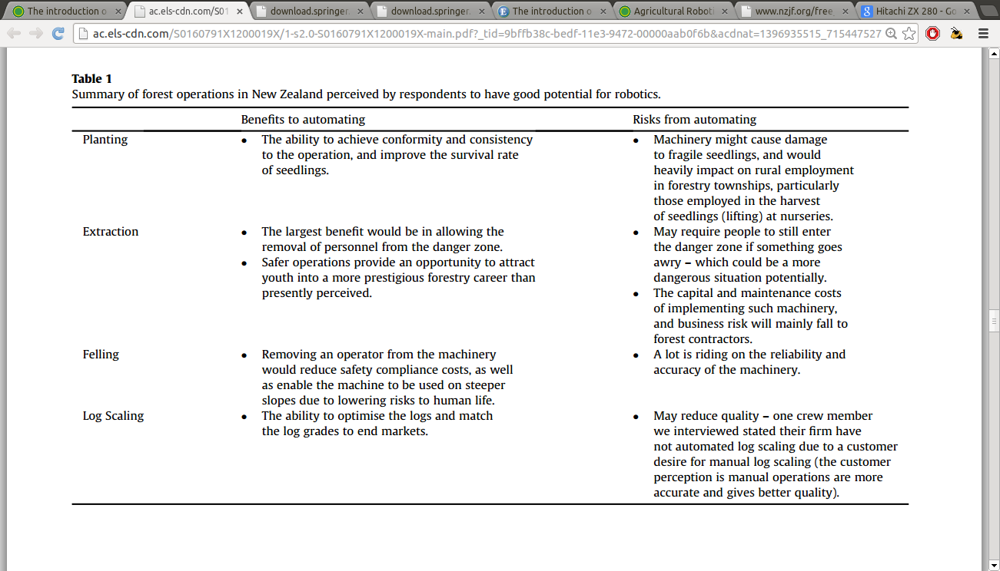 The introduction o
ac.els-cdn.com/S01
download.springer.
download.springer.
The introduction o
Agricultural Roboti
www.nzjf.org/free_
Hitachi ZX 280 - Go
ac.els-cdn.com/S0160791X1200019X/1-s2.0-S0160791X1200019X-main.pdf?_tid=9bffb38c-bedf-11e3-9472-00000aab0f6b&acdnat=1396935515_715447527
Table 1
Summary of forest operations in New Zealand perceived by respondents to have good potential for robotics.
Benefits to automating
Risks from automating
Planting
• The ability to achieve conformity and consistency
to the operation, and improve the survival rate
of seedlings.
• Machinery might cause damage
to fragile seedlings, and would
heavily impact on rural employment
in forestry townships, particularly
those employed in the harvest
of seedlings (lifting) at nurseries.
Extraction
• The largest benefit would be in allowing the
removal of personnel from the danger zone.
• Safer operations provide an opportunity to attract
youth into a more prestigious forestry career than
presently perceived.
• May require people to still enter
the danger zone if something goes
awry – which could be a more
dangerous situation potentially.
• The capital and maintenance costs
of implementing such machinery,
and business risk will mainly fall to
forest contractors.
Felling
• Removing an operator from the machinery
would reduce safety compliance costs, as well
as enable the machine to be used on steeper
slopes due to lowering risks to human life.
• A lot is riding on the reliability and
accuracy of the machinery.
Log Scaling
• The ability to optimise the logs and match
the log grades to end markets.
• May reduce quality – one crew member
we interviewed stated their firm have
not automated log scaling due to a customer
desire for manual log scaling (the customer
perception is manual operations are more
accurate and gives better quality).